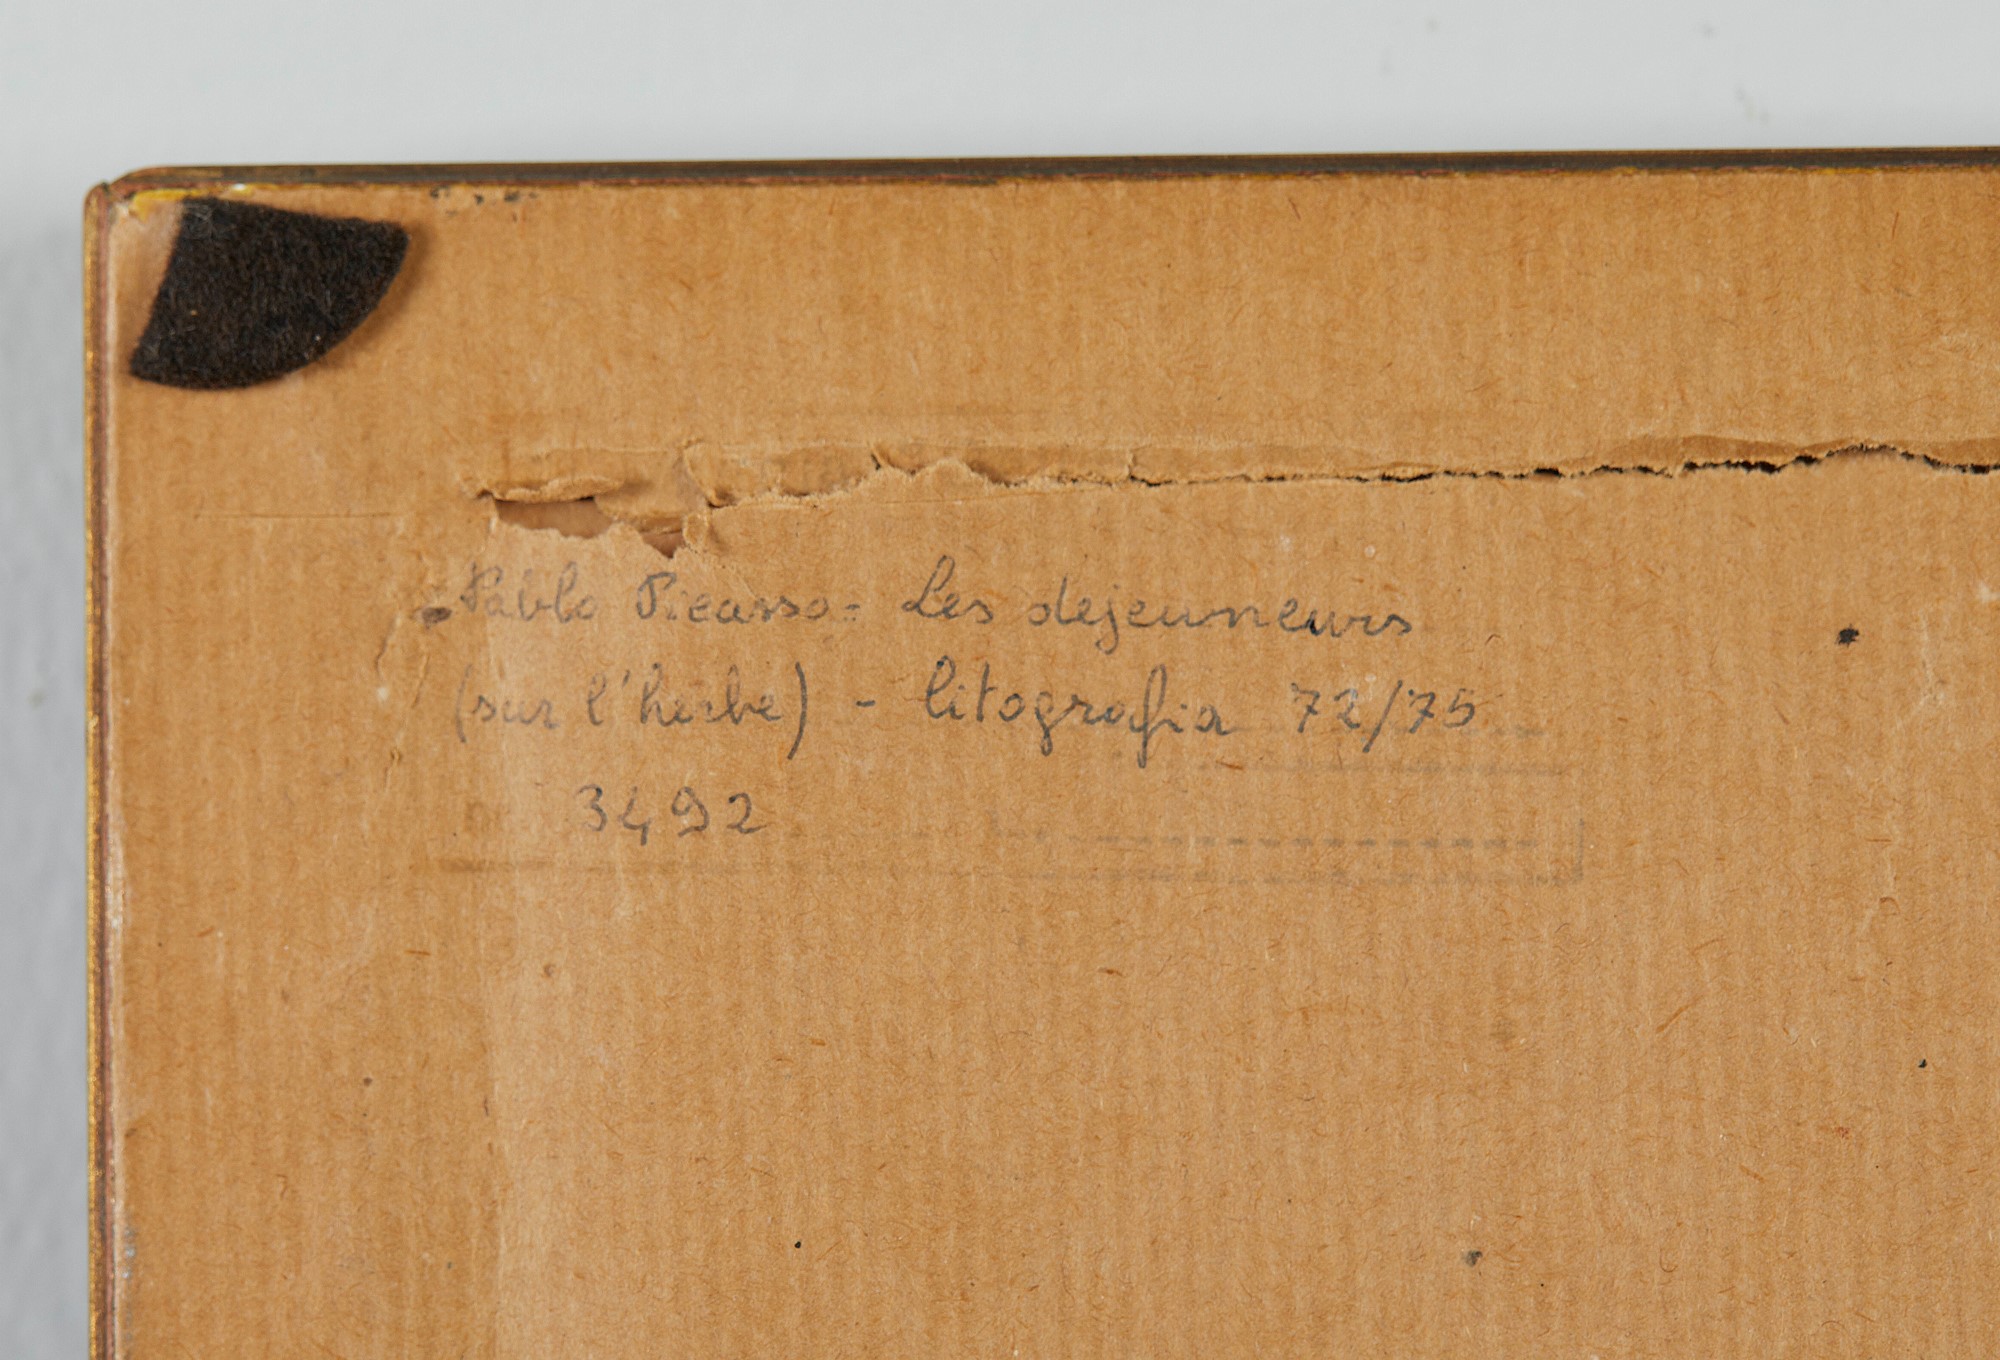 Pablo Picasso - Les dejeuneurs
(sur l'herbe) - litografia 72/75
3492